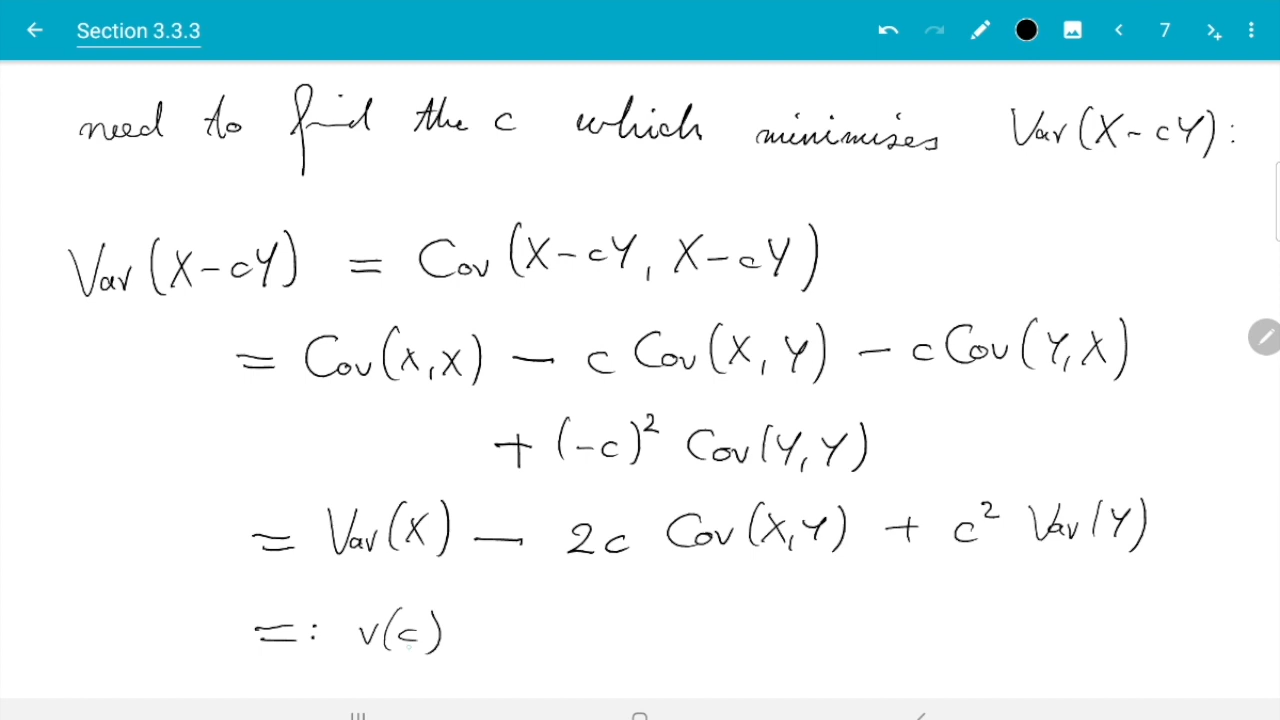 Section 3.3.3
7
need to find the c which minimises Var(X-cY):
Var(X-cY) = Cov(X-cY, X-cY)
= Cov(X,X) - c Cov(X,Y) - c Cov(Y,X)
+ (-c)² Cov(Y,Y)
= Var(X) - 2c Cov(X,Y) + c² Var(Y)
=: v(c)